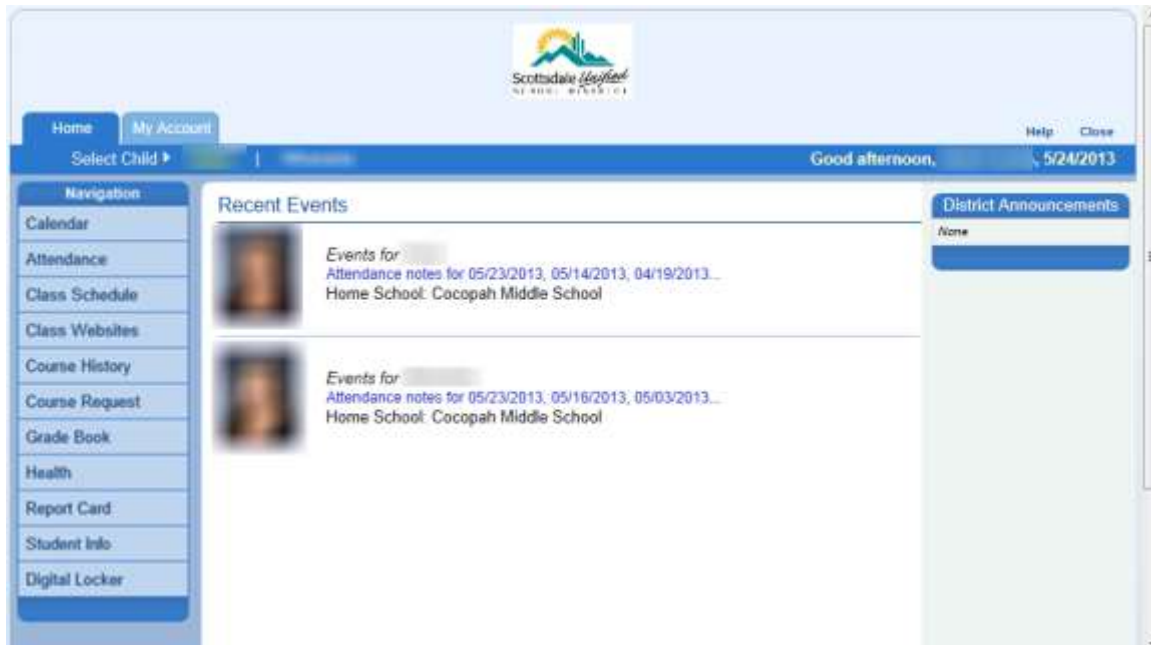 Scottsdale Unified
SCHOOL DISTRICT
Home
My Account
Help
Close
Select Child
|
Good afternoon, , 5/24/2013
Navigation
Calendar
Attendance
Class Schedule
Class Websites
Course History
Course Request
Grade Book
Health
Report Card
Student Info
Digital Locker
Recent Events
Events for
Attendance notes for 05/23/2013, 05/14/2013, 04/19/2013...
Home School: Cocopah Middle School
Events for
Attendance notes for 05/23/2013, 05/16/2013, 05/03/2013...
Home School: Cocopah Middle School
District Announcements
None